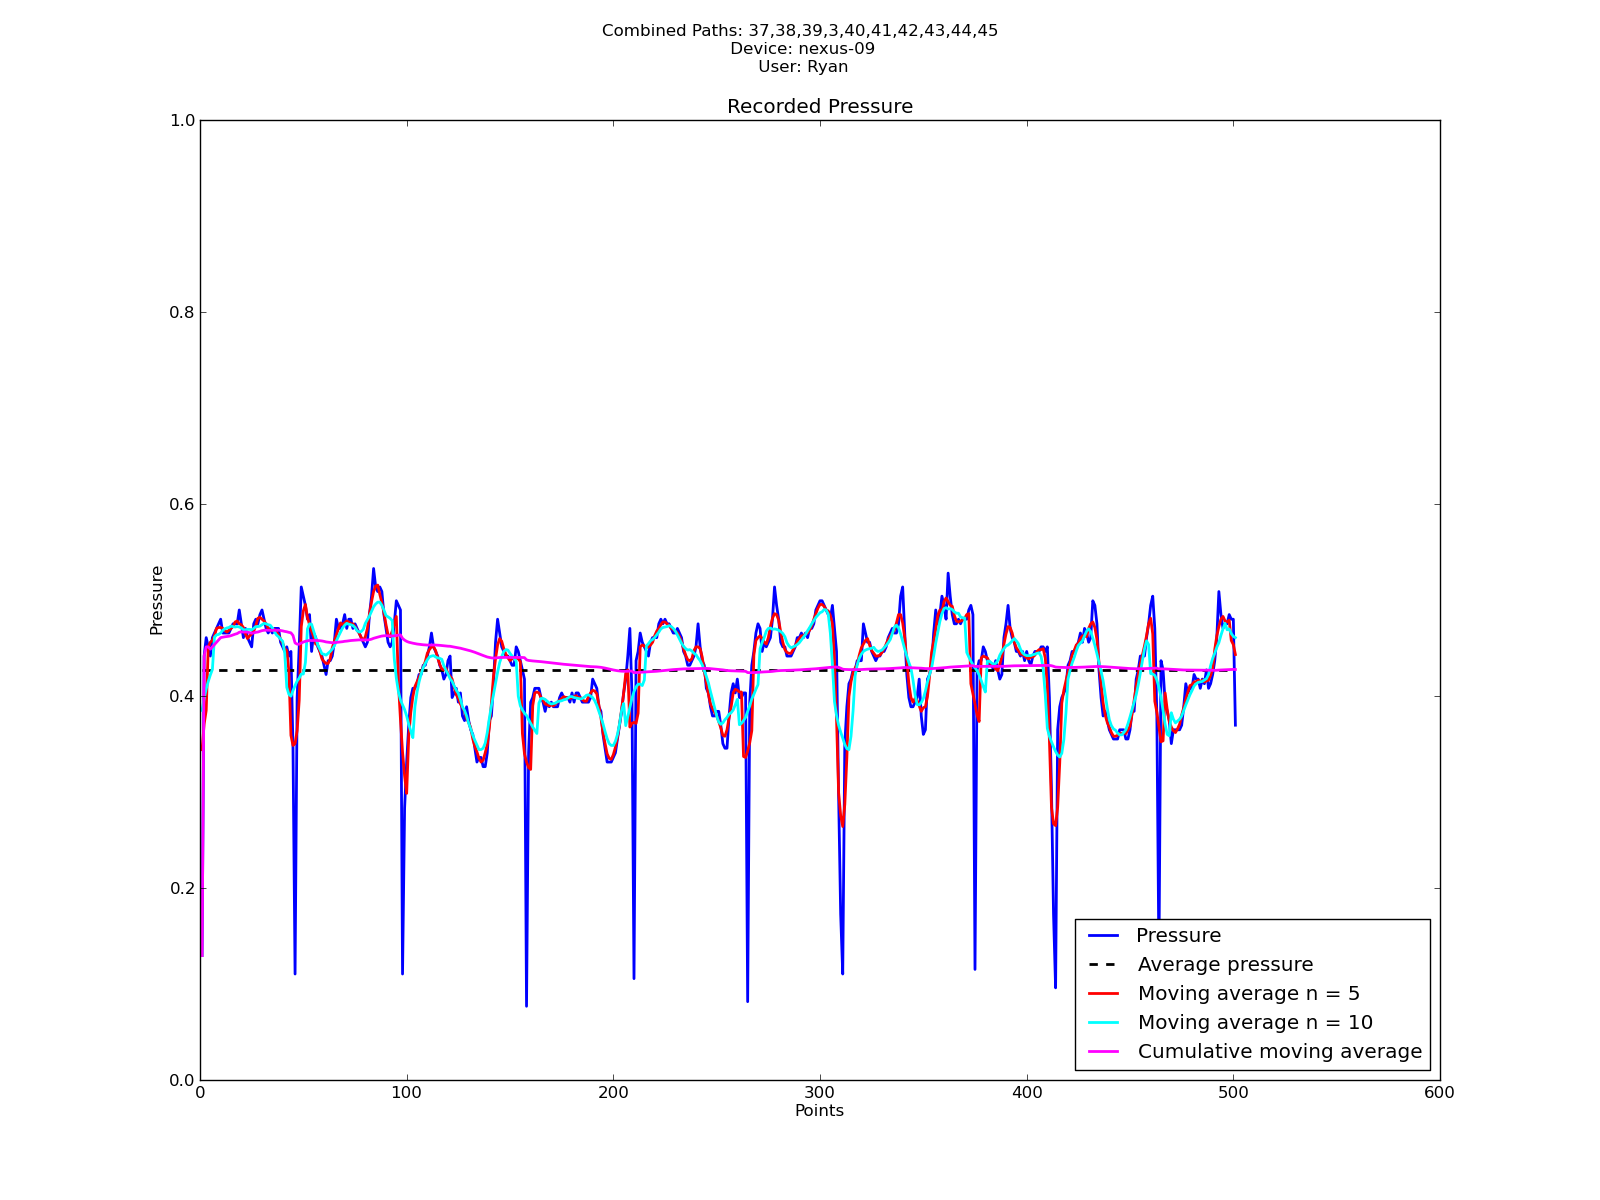 Combined Paths: 37,38,39,3,40,41,42,43,44,45
Device: nexus-09
User: Ryan
Recorded Pressure
1.0
0.8
0.6
0.4
0.2
0.0
Pressure
0
100
200
300
400
500
600
Points
Pressure
Average pressure
Moving average n = 5
Moving average n = 10
Cumulative moving average